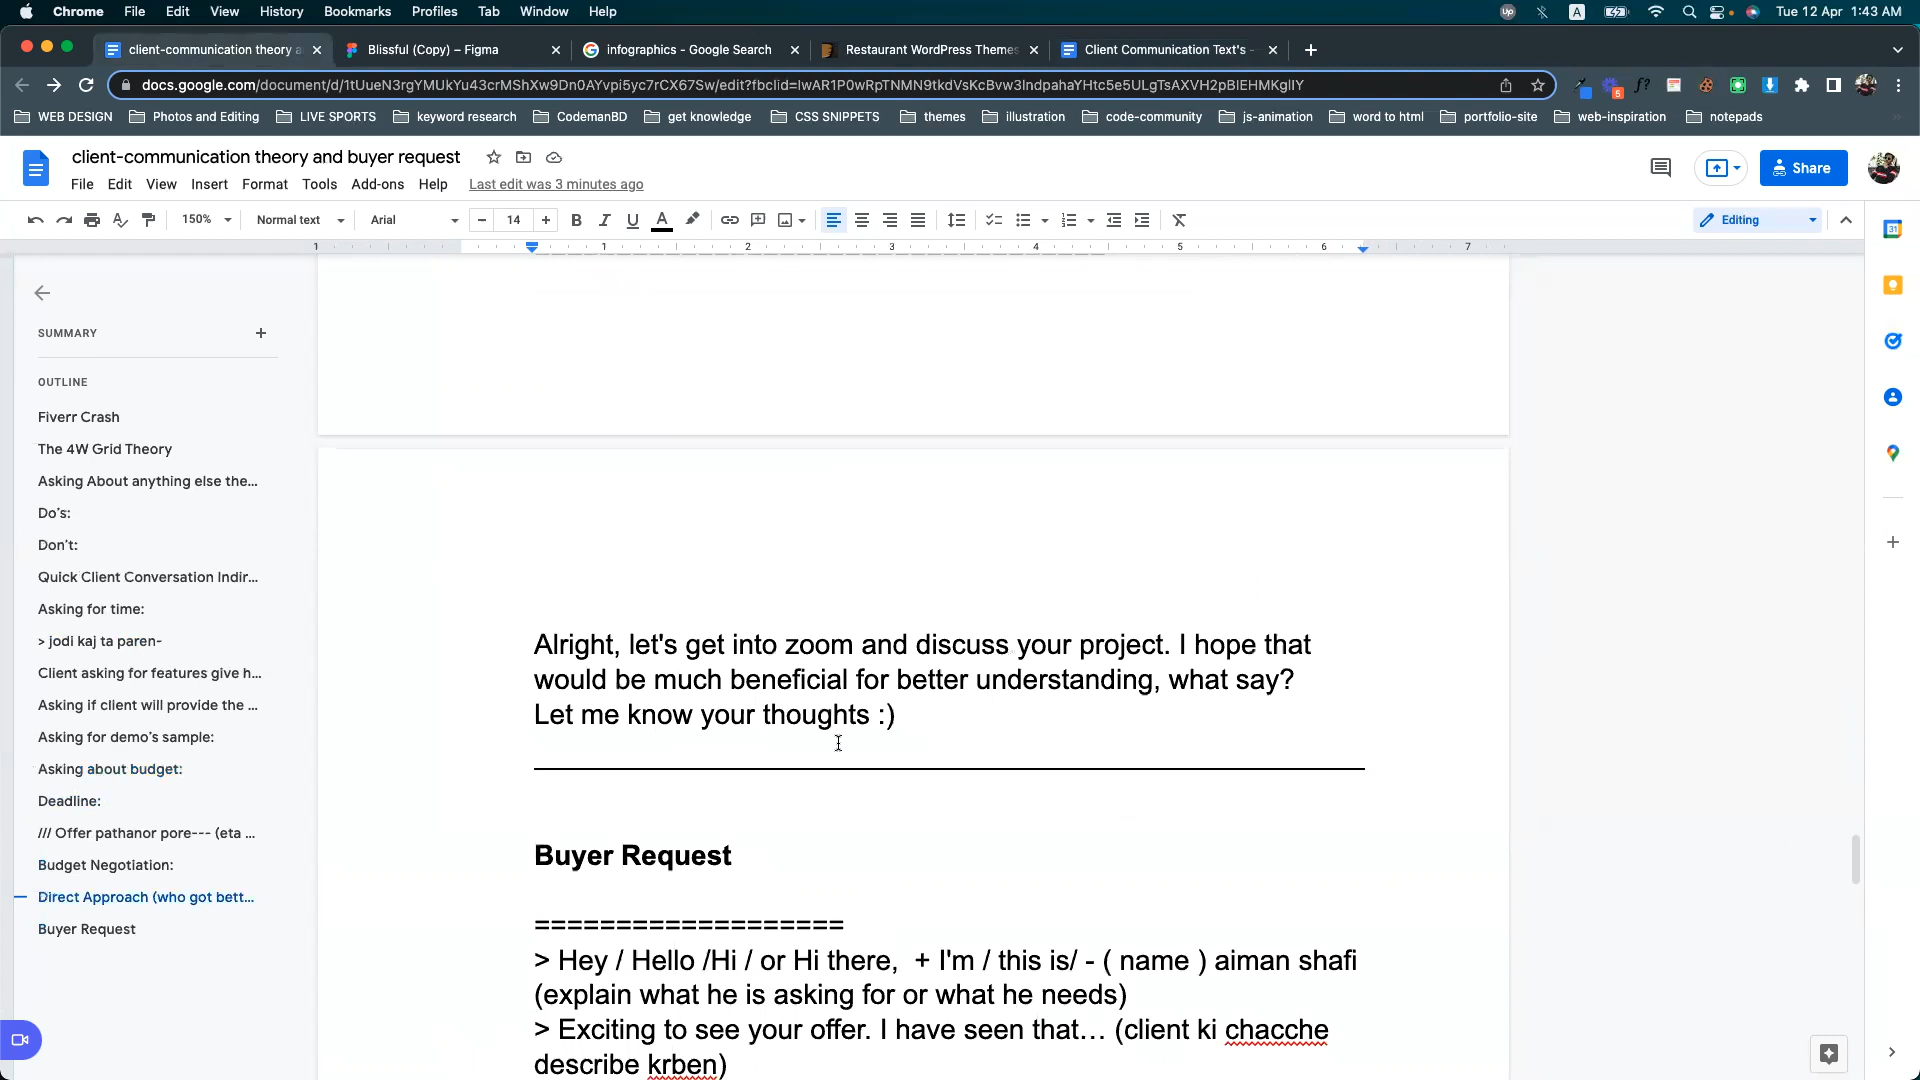 Chrome File Edit View History Bookmarks Profiles Tab Window Help Tue 12 Apr 1:43 AM
client-communication theory a Blissful (Copy) – Figma infographics - Google Search Restaurant WordPress Themes Client Communication Text's -
docs.google.com/document/d/1tUueN3rgYMUkYu43crMShXw9Dn0AYvpi5yc7rCX67Sw/edit?fbclid=IwAR1P0wRpTNMN9tkdVsKcBvw3IndpahaYHtc5e5ULgTsAXVH2pBIEHMKglIY
WEB DESIGN Photos and Editing LIVE SPORTS keyword research CodemanBD get knowledge CSS SNIPPETS themes illustration code-community js-animation word to html portfolio-site web-inspiration notepads
client-communication theory and buyer request
Share
File Edit View Insert Format Tools Add-ons Help Last edit was 3 minutes ago
150% Normal text Arial 14 Editing
1 1 2 3 4 5 6 7
SUMMARY
OUTLINE
Fiverr Crash
The 4W Grid Theory
Asking About anything else the...
Do's:
Don't:
Quick Client Conversation Indir...
Asking for time:
> jodi kaj ta paren-
Client asking for features give h...
Asking if client will provide the ...
Asking for demo's sample:
Asking about budget:
Deadline:
/// Offer pathanor pore--- (eta ...
Budget Negotiation:
Direct Approach (who got bett...
Buyer Request
Alright, let's get into zoom and discuss your project. I hope that
would be much beneficial for better understanding, what say?
Let me know your thoughts :)
Buyer Request
===================
> Hey / Hello /Hi / or Hi there,  + I'm / this is/ - ( name ) aiman shafi
(explain what he is asking for or what he needs)
> Exciting to see your offer. I have seen that… (client ki chacche
describe krben)